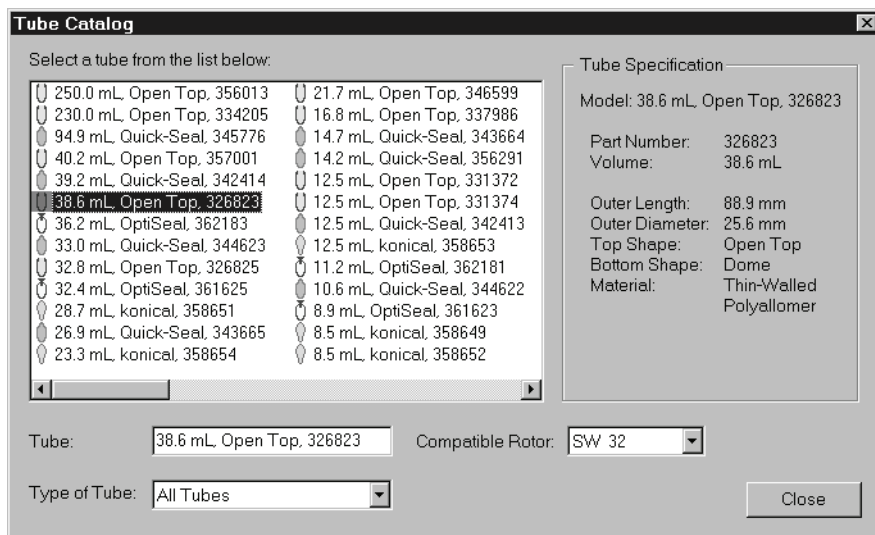 Tube Catalog
Select a tube from the list below:
250.0 mL, Open Top, 356013
230.0 mL, Open Top, 334205
94.9 mL, Quick-Seal, 345776
40.2 mL, Open Top, 357001
39.2 mL, Quick-Seal, 342414
38.6 mL, Open Top, 326823
36.2 mL, OptiSeal, 362183
33.0 mL, Quick-Seal, 344623
32.8 mL, Open Top, 326825
32.4 mL, OptiSeal, 361625
28.7 mL, konical, 358651
26.9 mL, Quick-Seal, 343665
23.3 mL, konical, 358654
21.7 mL, Open Top, 346599
16.8 mL, Open Top, 337986
14.7 mL, Quick-Seal, 343664
14.2 mL, Quick-Seal, 356291
12.5 mL, Open Top, 331372
12.5 mL, Open Top, 331374
12.5 mL, Quick-Seal, 342413
12.5 mL, konical, 358653
11.2 mL, OptiSeal, 362181
10.6 mL, Quick-Seal, 344622
8.9 mL, OptiSeal, 361623
8.5 mL, konical, 358649
8.5 mL, konical, 358652
Tube Specification
Model: 38.6 mL, Open Top, 326823
Part Number: 326823
Volume: 38.6 mL
Outer Length: 88.9 mm
Outer Diameter: 25.6 mm
Top Shape: Open Top
Bottom Shape: Dome
Material: Thin-Walled
Polyallomer
Tube: 38.6 mL, Open Top, 326823
Compatible Rotor: SW 32
Type of Tube: All Tubes
Close